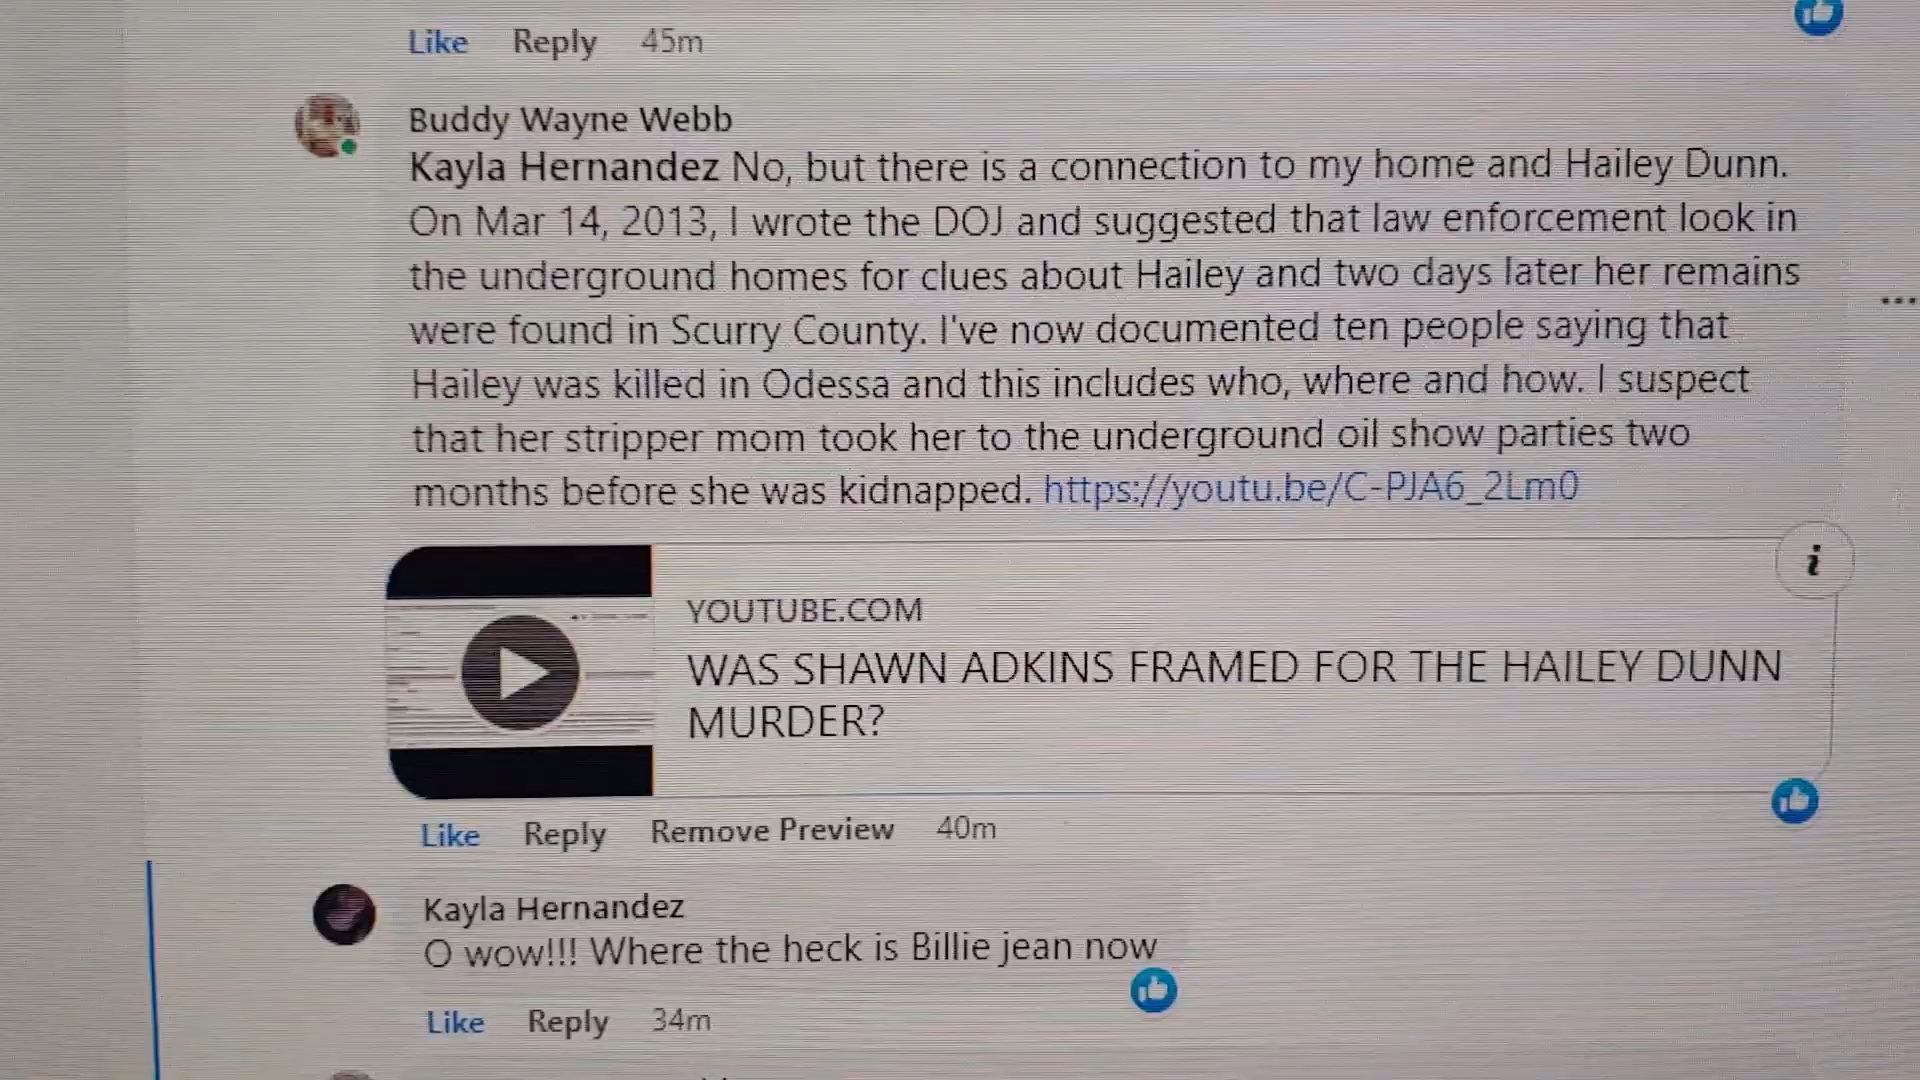 Like Reply 45m
Buddy Wayne Webb
Kayla Hernandez No, but there is a connection to my home and Hailey Dunn.
On Mar 14, 2013, I wrote the DOJ and suggested that law enforcement look in
the underground homes for clues about Hailey and two days later her remains
were found in Scurry County. I've now documented ten people saying that
Hailey was killed in Odessa and this includes who, where and how. I suspect
that her stripper mom took her to the underground oil show parties two
months before she was kidnapped. https://youtu.be/C-PJA6_2Lm0
i
YOUTUBE.COM
WAS SHAWN ADKINS FRAMED FOR THE HAILEY DUNN
MURDER?
Like Reply Remove Preview 40m
Kayla Hernandez
O wow!!! Where the heck is Billie jean now
Like Reply 34m